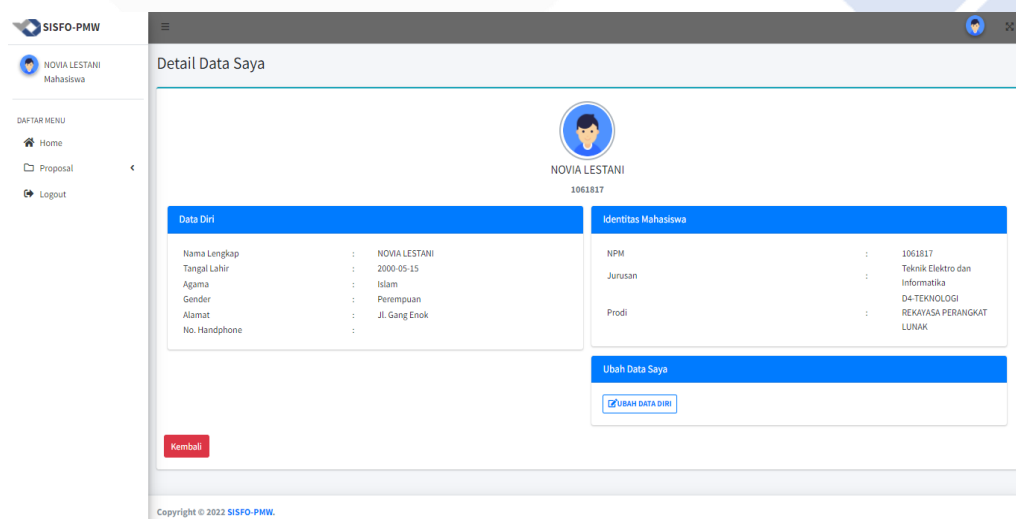 SISFO-PMW
NOVIA LESTANI
Mahasiswa
DAFTAR MENU
Home
Proposal
Logout
Detail Data Saya
NOVIA LESTANI
1061817
Data Diri
Nama Lengkap : NOVIA LESTANI
Tangal Lahir : 2000-05-15
Agama : Islam
Gender : Perempuan
Alamat : Jl. Gang Enok
No. Handphone :
Identitas Mahasiswa
NPM : 1061817
Jurusan : Teknik Elektro dan
Informatika
Prodi : D4-TEKNOLOGI
REKAYASA PERANGKAT
LUNAK
Ubah Data Saya
UBAH DATA DIRI
Kembali
Copyright © 2022 SISFO-PMW.